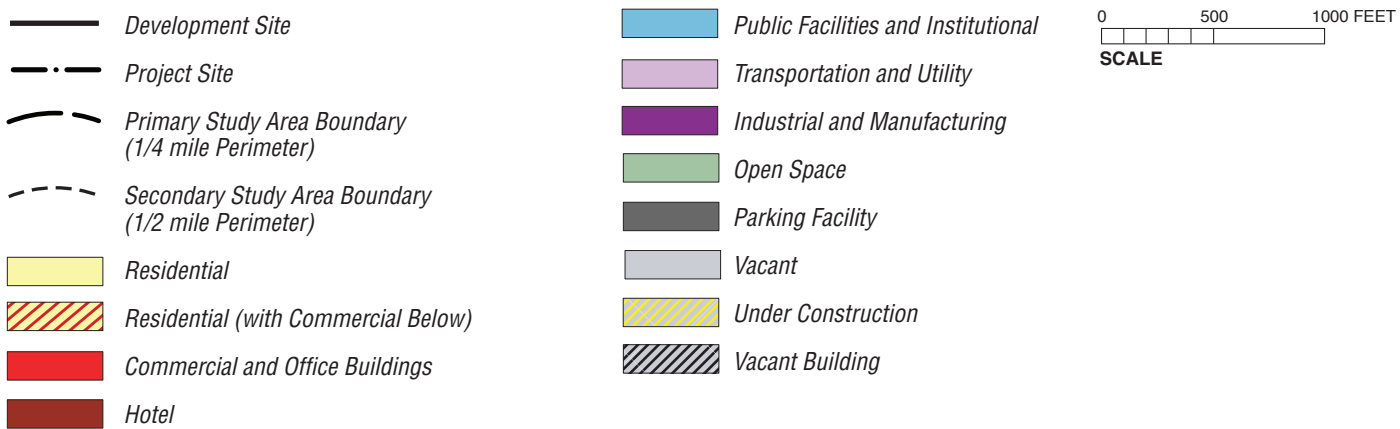 Development Site
Project Site
Primary Study Area Boundary
(1/4 mile Perimeter)
Secondary Study Area Boundary
(1/2 mile Perimeter)
Residential
Residential (with Commercial Below)
Commercial and Office Buildings
Hotel
Public Facilities and Institutional
Transportation and Utility
Industrial and Manufacturing
Open Space
Parking Facility
Vacant
Under Construction
Vacant Building
0 500 1000 FEET
SCALE